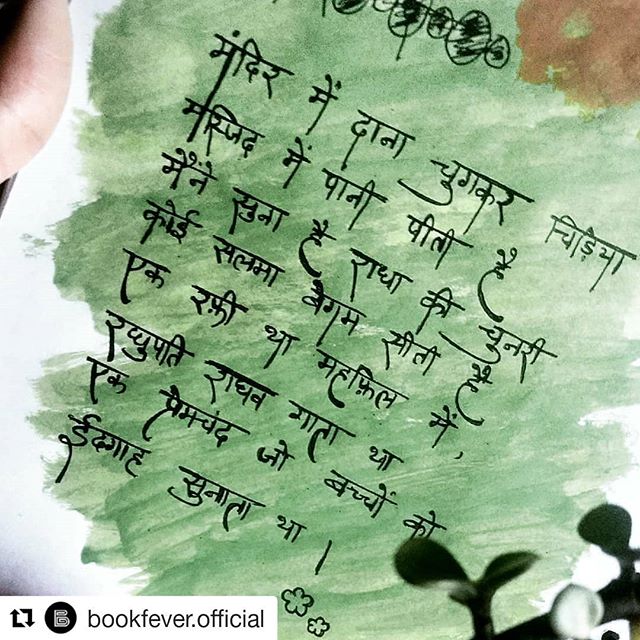 मंदिर में दाना चुगकर चिड़िया
मस्जिद में पानी पीती है
मैंने सुना है राधा की चुनरी
कोई सलमा बेगम सीती है
एक रफ़ी था महफ़िल में,
रघुपति राघव गाता था
एक प्रेमचंद जो बच्चों को
ईदगाह सुनाता था।
bookfever.official